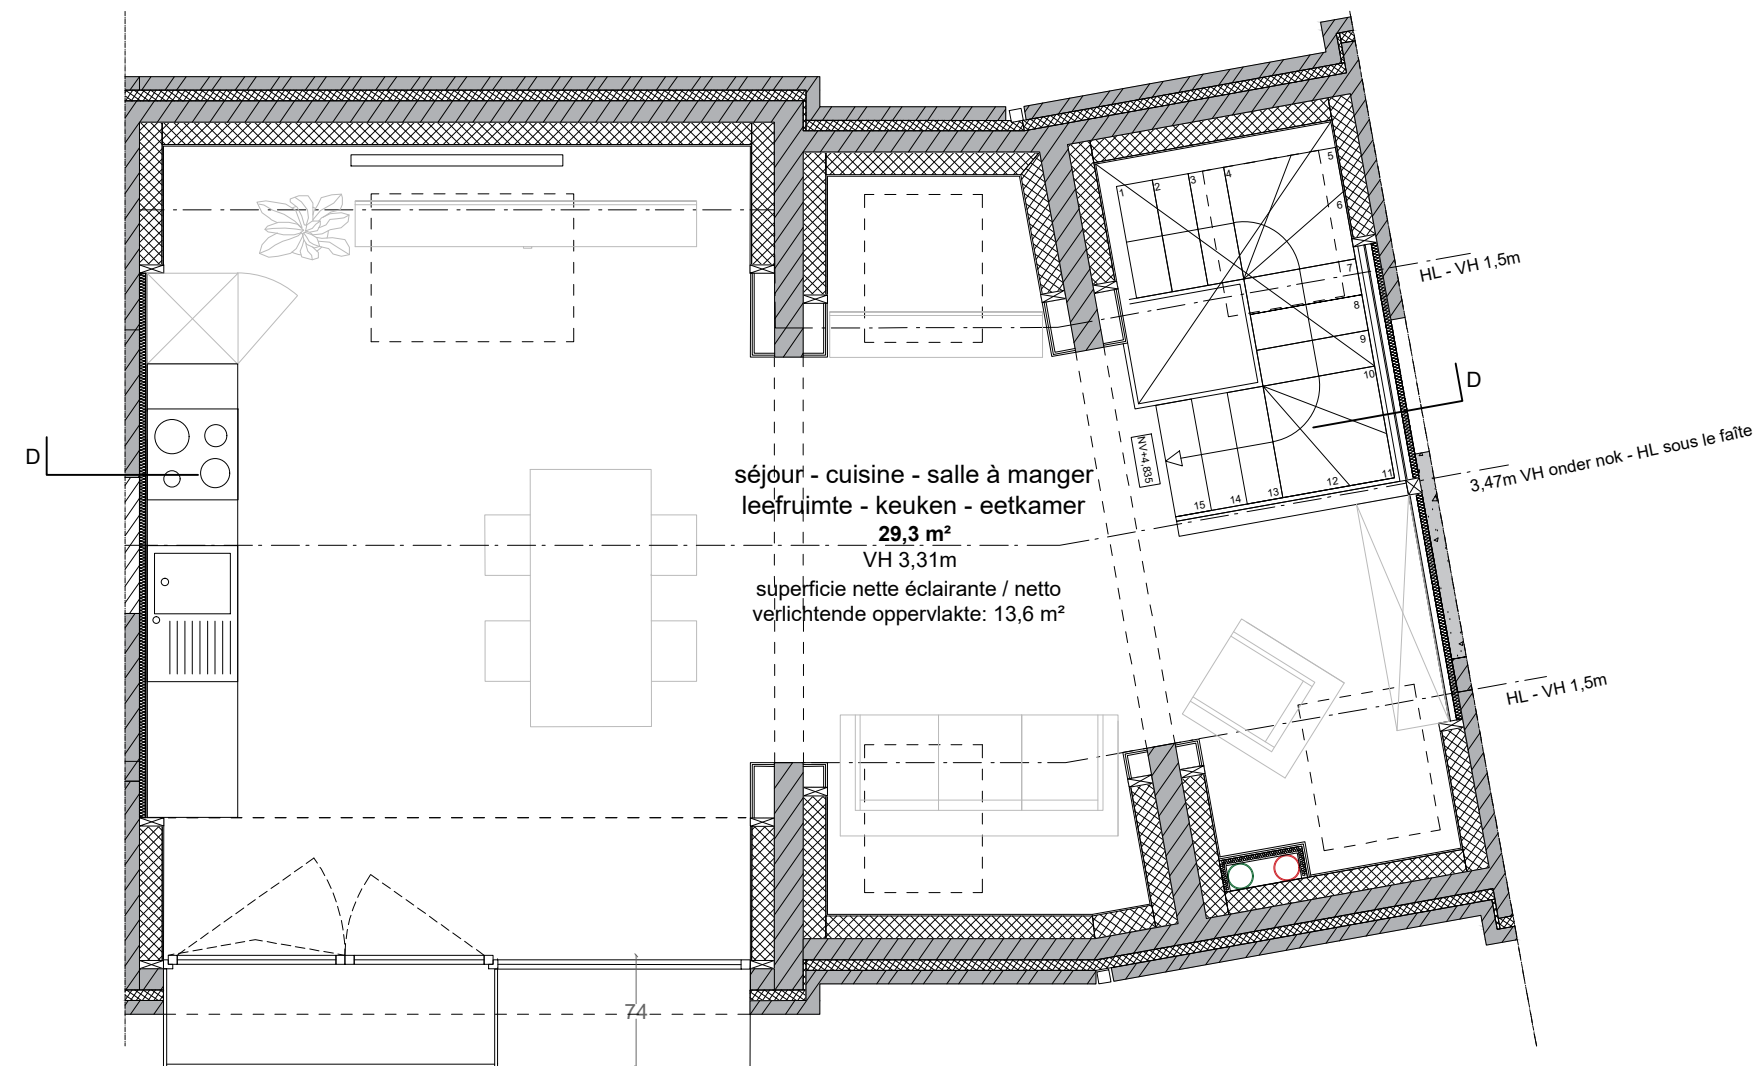 1
2
3
4
5
6
7
8
9
10
11
12
13
14
15
HL - VH 1,5m
D
D
NV+4,835
3,47m VH onder nok - HL sous le faîte
séjour - cuisine - salle à manger
leefruimte - keuken - eetkamer
29,3 m²
VH 3,31m
superficie nette éclairante / netto
verlichtende oppervlakte: 13,6 m²
HL - VH 1,5m
74